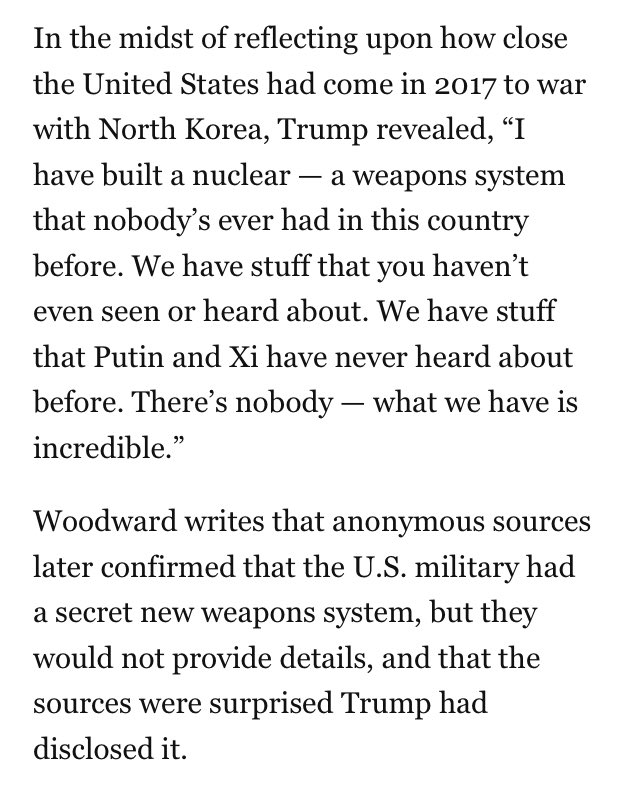 In the midst of reflecting upon how close
the United States had come in 2017 to war
with North Korea, Trump revealed, “I
have built a nuclear — a weapons system
that nobody’s ever had in this country
before. We have stuff that you haven’t
even seen or heard about. We have stuff
that Putin and Xi have never heard about
before. There’s nobody — what we have is
incredible.”
Woodward writes that anonymous sources
later confirmed that the U.S. military had
a secret new weapons system, but they
would not provide details, and that the
sources were surprised Trump had
disclosed it.